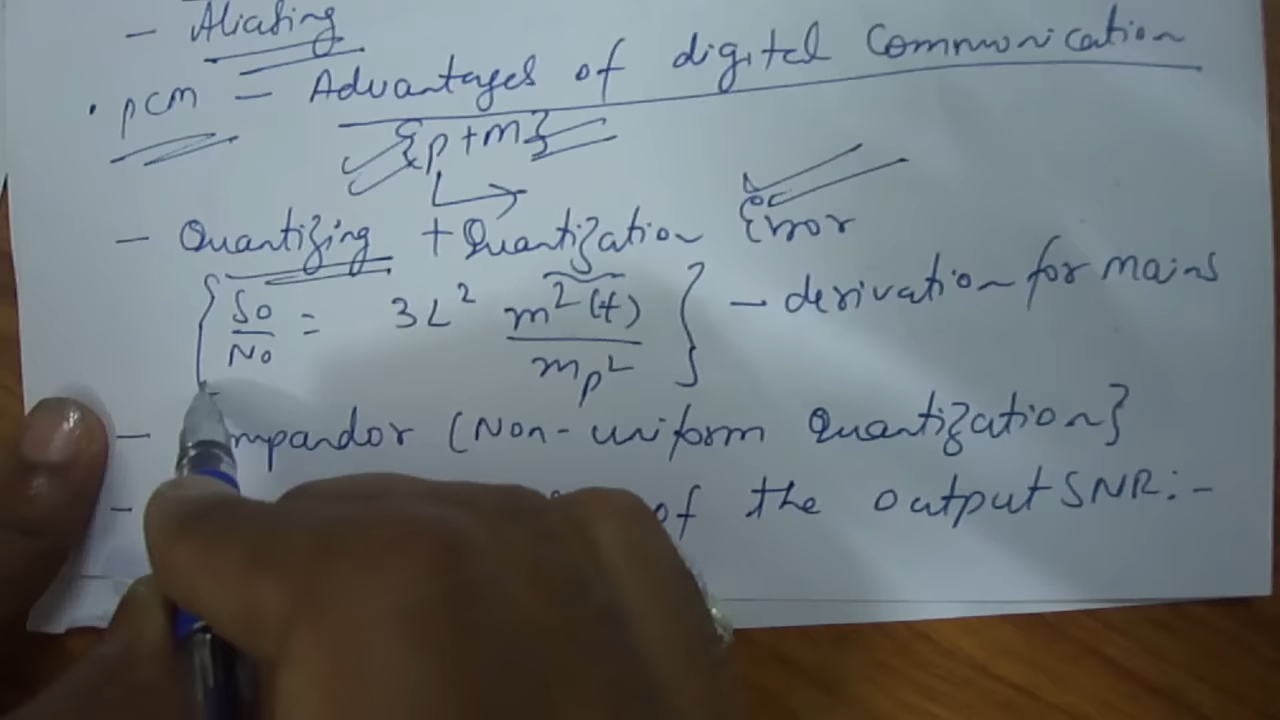 - Aliasing
• PCM - Advantages of digital Communication
{P+M}
- Quantizing + Quantization Error
{ So/No = 3L² m²(t)/mp² } - derivation for mains
- mpandor (Non-uniform Quantization}
- of the output SNR:-